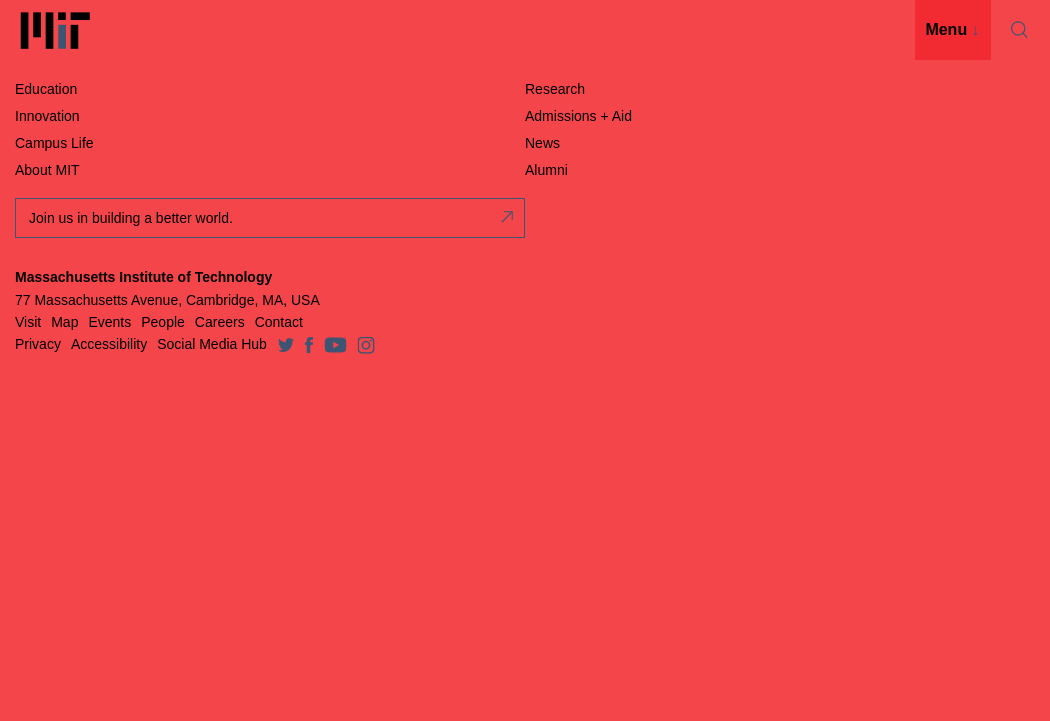 MIT
Menu ↓
Education
Innovation
Campus Life
About MIT
Research
Admissions + Aid
News
Alumni
Join us in building a better world.
Massachusetts Institute of Technology
77 Massachusetts Avenue, Cambridge, MA, USA
Visit Map Events People Careers Contact
Privacy Accessibility Social Media Hub